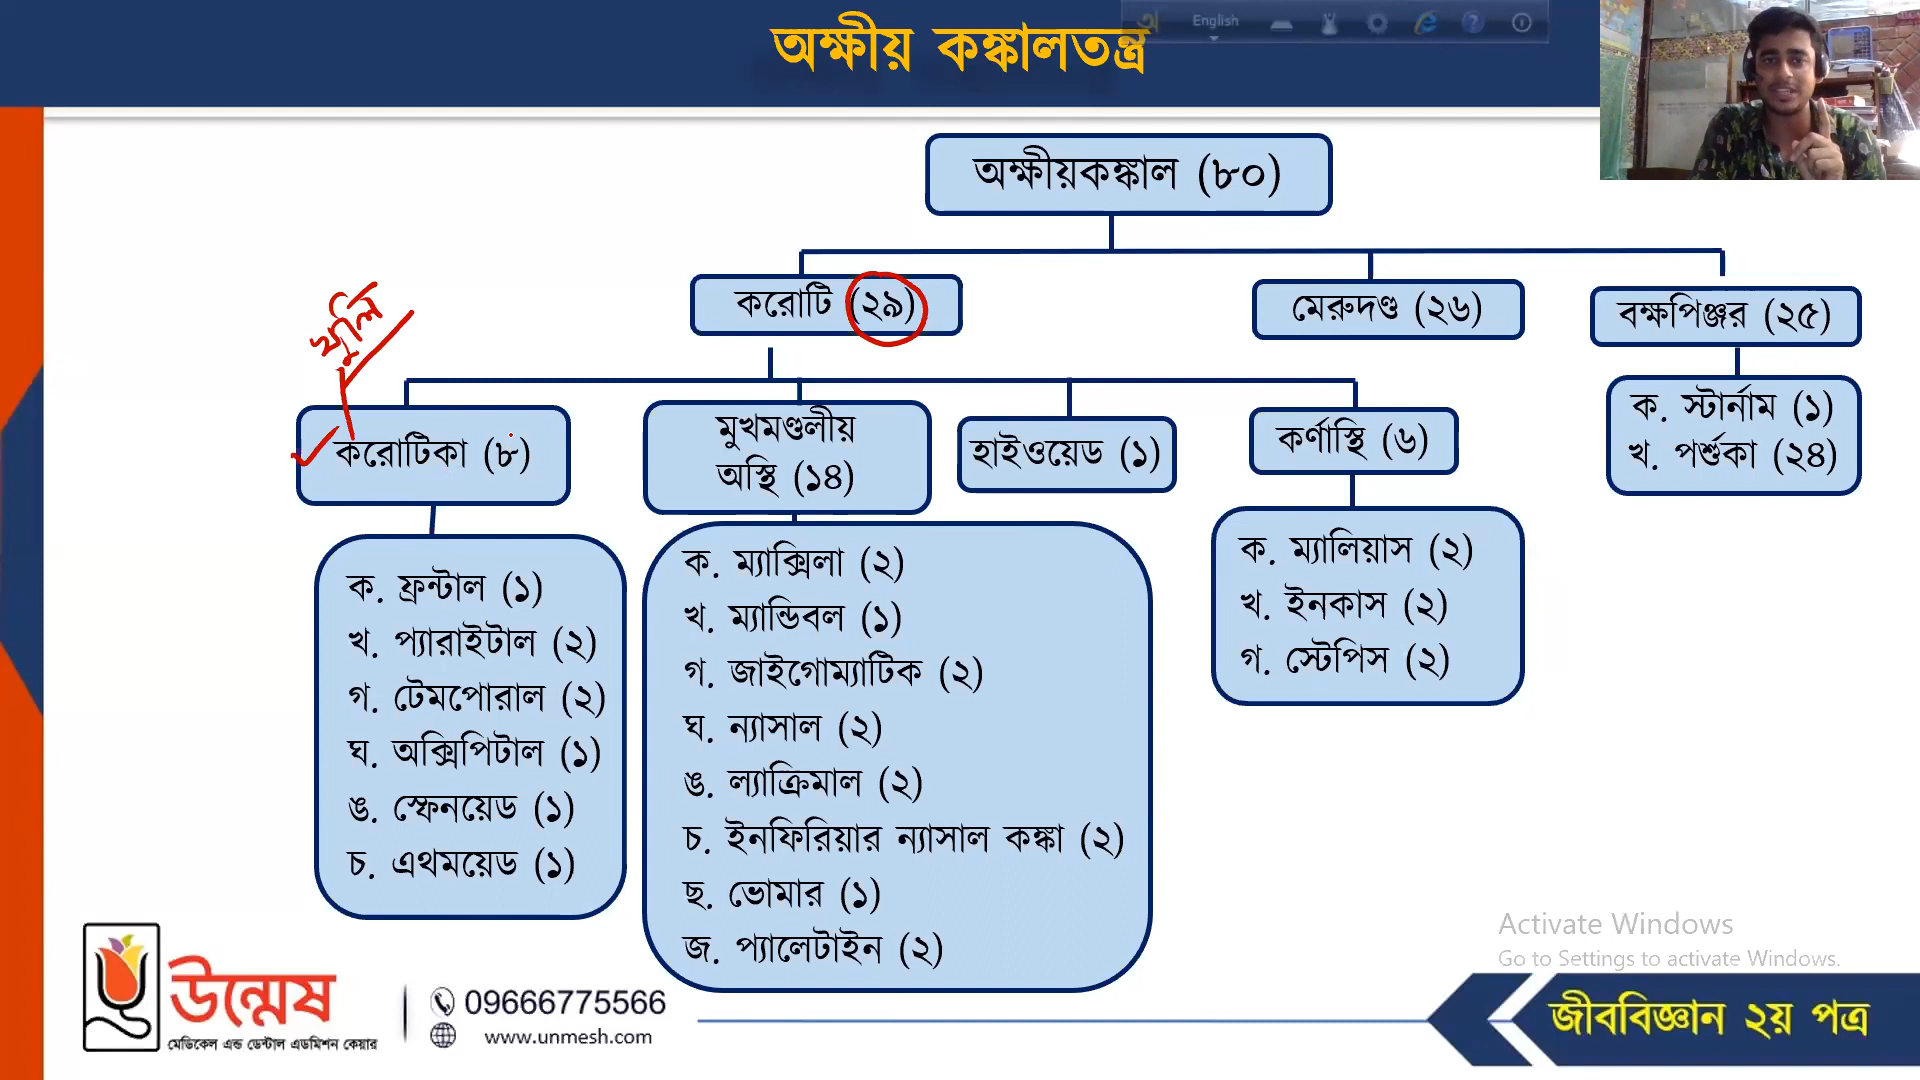 অক্ষীয় কঙ্কালতন্ত্র
English
অক্ষীয়কঙ্কাল (৮০)
করোটি (২৯)
মেরুদণ্ড (২৬)
বক্ষপিঞ্জর (২৫)
ক. স্টার্নাম (১)
খ. পর্শুকা (২৪)
খুলি
করোটিকা (৮)
মুখমণ্ডলীয়
অস্থি (১৪)
হাইওয়েড (১)
কর্ণাস্থি (৬)
ক. ফ্রন্টাল (১)
খ. প্যারাইটাল (২)
গ. টেমপোরাল (২)
ঘ. অক্সিপিটাল (১)
ঙ. স্ফেনয়েড (১)
চ. এথময়েড (১)
ক. ম্যাক্সিলা (২)
খ. ম্যান্ডিবল (১)
গ. জাইগোম্যাটিক (২)
ঘ. ন্যাসাল (২)
ঙ. ল্যাক্রিমাল (২)
চ. ইনফিরিয়ার ন্যাসাল কঙ্কা (২)
ছ. ভোমার (১)
জ. প্যালেটাইন (২)
ক. ম্যালিয়াস (২)
খ. ইনকাস (২)
গ. স্টেপিস (২)
Activate Windows
Go to Settings to activate Windows.
উন্মেষ
মেডিকেল এন্ড ডেন্টাল এডমিশন কেয়ার
09666775566
www.unmesh.com
জীববিজ্ঞান ২য় পত্র